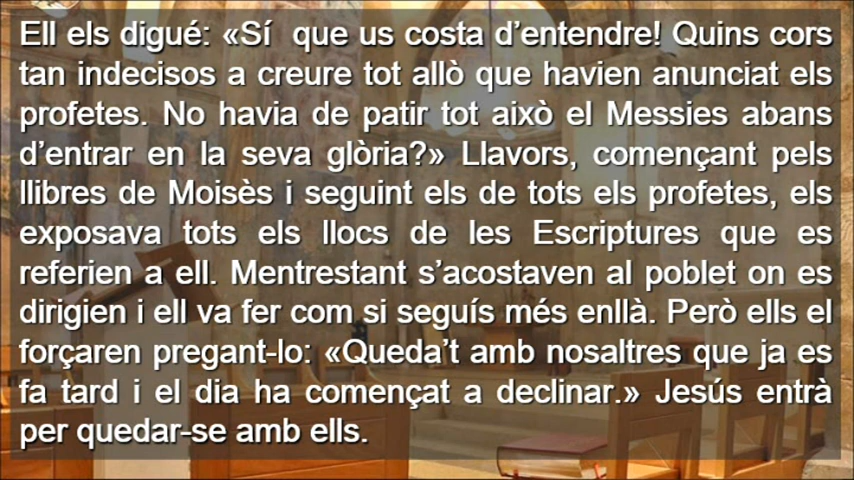 Ell els digué: «Sí  que us costa d’entendre! Quins cors
tan indecisos a creure tot allò que havien anunciat els
profetes. No havia de patir tot això el Messies abans
d’entrar en la seva glòria?» Llavors, començant pels
llibres de Moisès i seguint els de tots els profetes, els
exposava tots els llocs de les Escriptures que es
referien a ell. Mentrestant s’acostaven al poblet on es
dirigien i ell va fer com si seguís més enllà. Però ells el
forçaren pregant-lo: «Queda’t amb nosaltres que ja es
fa tard i el dia ha començat a declinar.» Jesús entrà
per quedar-se amb ells.